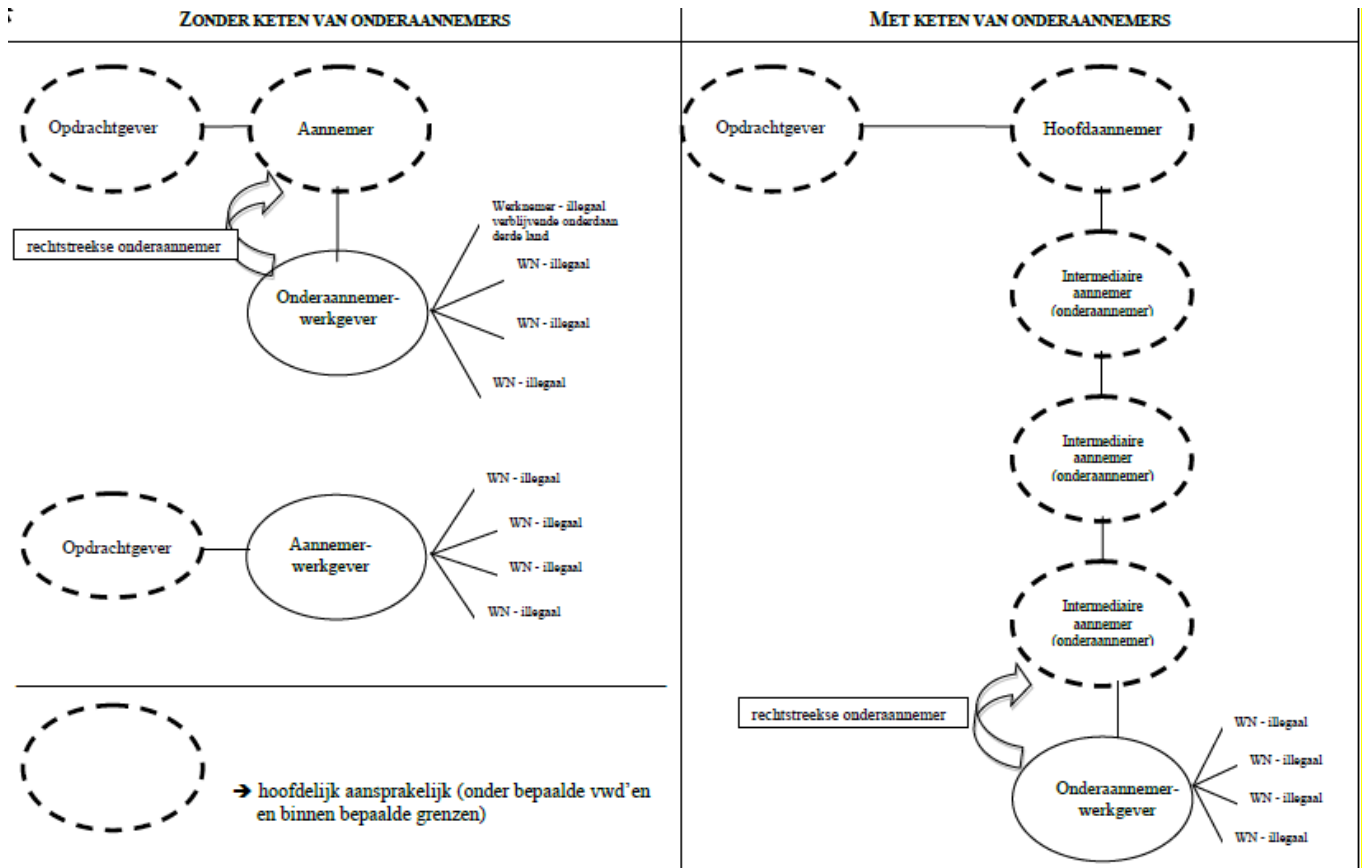 ZONDER KETEN VAN ONDERAANNEMERS
Opdrachtgever
Aannemer
rechtstreekse onderaannemer
Werknemer - illegaal
verblijvende onderdaan
derde land
WN - illegaal
WN - illegaal
WN - illegaal
Onderaannemer-
werkgever
Opdrachtgever
Aannemer-
werkgever
WN - illegaal
WN - illegaal
WN - illegaal
WN - illegaal
➔ hoofdelijk aansprakelijk (onder bepaalde vwd’en
en binnen bepaalde grenzen)
MET KETEN VAN ONDERAANNEMERS
Opdrachtgever
Hoofdaannemer
Intermediaire
aannemer
(onderaannemer)
Intermediaire
aannemer
(onderaannemer)
Intermediaire
aannemer
(onderaannemer)
rechtstreekse onderaannemer
Onderaannemer-
werkgever
WN - illegaal
WN - illegaal
WN - illegaal
WN - illegaal